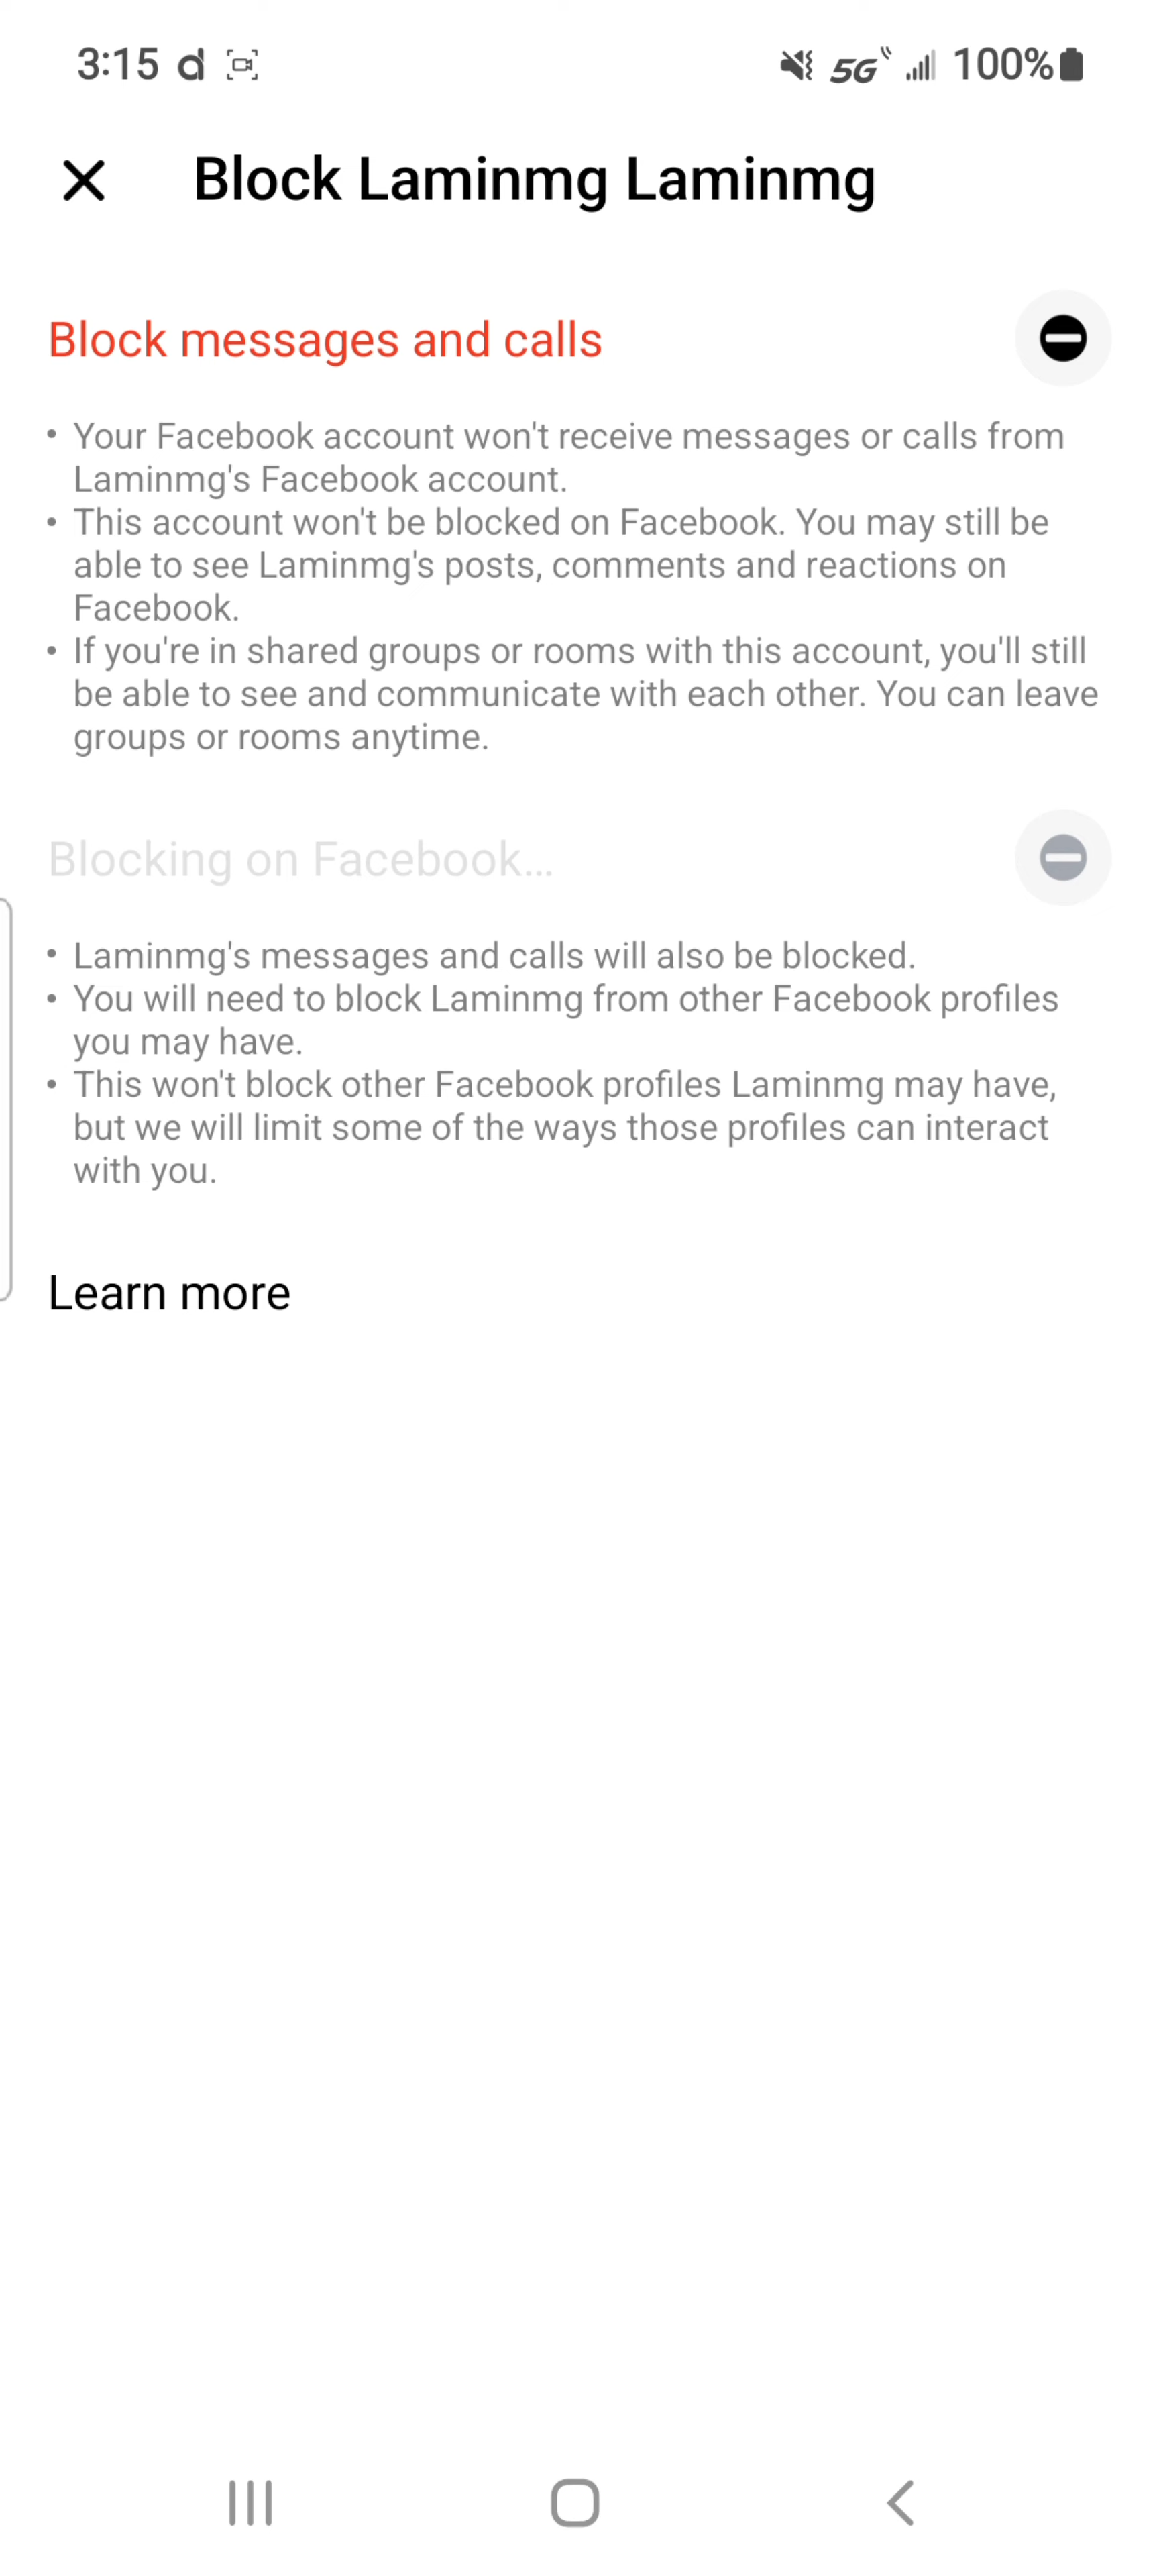 3:15 d 5G 100%
Block Laminmg Laminmg
Block messages and calls
• Your Facebook account won't receive messages or calls from
Laminmg's Facebook account.
• This account won't be blocked on Facebook. You may still be
able to see Laminmg's posts, comments and reactions on
Facebook.
• If you're in shared groups or rooms with this account, you'll still
be able to see and communicate with each other. You can leave
groups or rooms anytime.
Blocking on Facebook...
• Laminmg's messages and calls will also be blocked.
• You will need to block Laminmg from other Facebook profiles
you may have.
• This won't block other Facebook profiles Laminmg may have,
but we will limit some of the ways those profiles can interact
with you.
Learn more